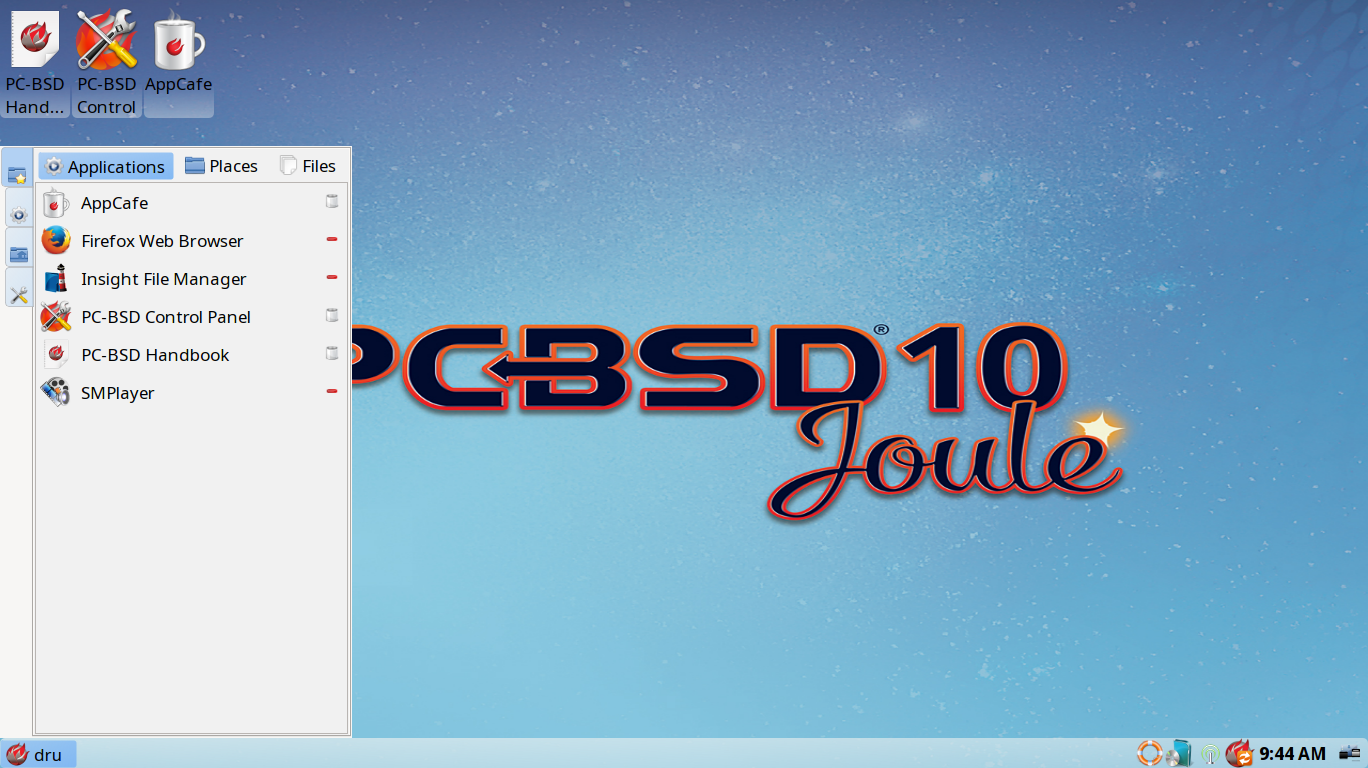 PC-BSD
Hand...
PC-BSD
Control
AppCafe
Applications
Places
Files
AppCafe
Firefox Web Browser
Insight File Manager
PC-BSD Control Panel
PC-BSD Handbook
SMPlayer
PCBSD®10
Joule
dru
9:44 AM